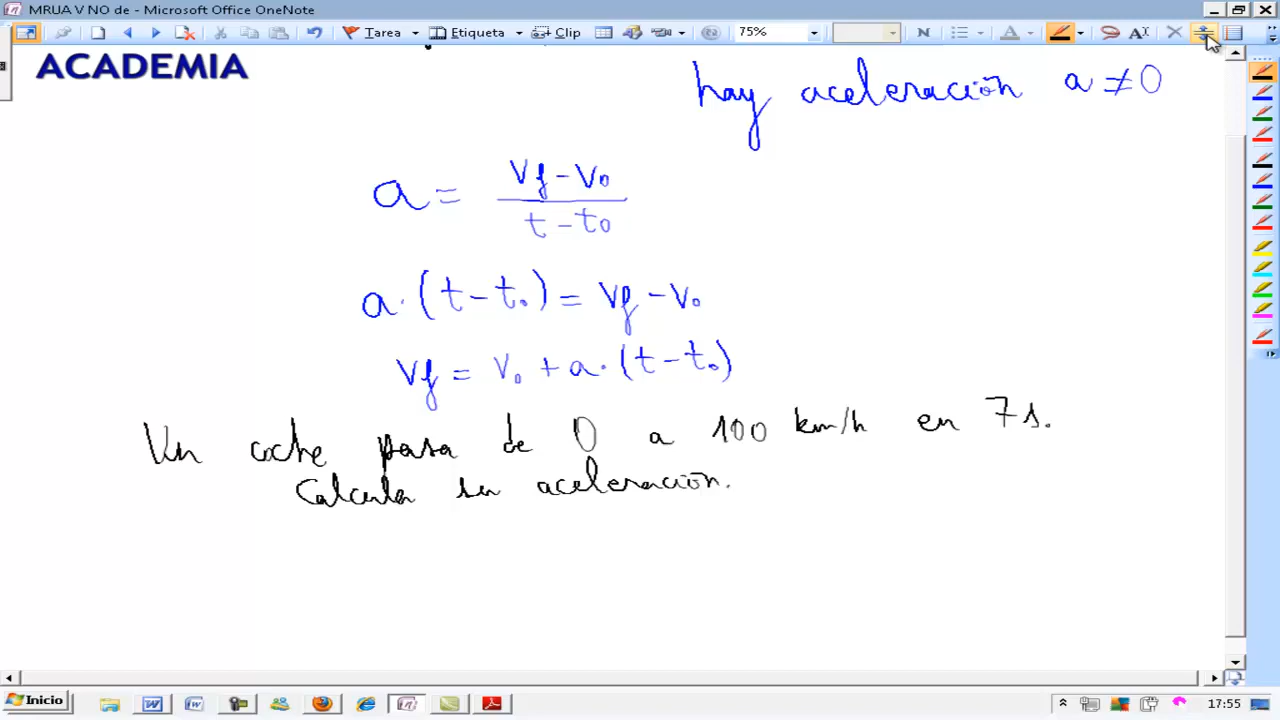 MRUA V NO de - Microsoft Office OneNote
Tarea Etiqueta Clip 75% N A
ACADEMIA
hay aceleración a ≠ 0
a = (vf - v0) / (t - t0)
a · (t - t0) = vf - v0
vf = v0 + a · (t - t0)
Un coche pasa de 0 a 100 km/h en 7 s.
Calcula su aceleración.
Inicio 17:55